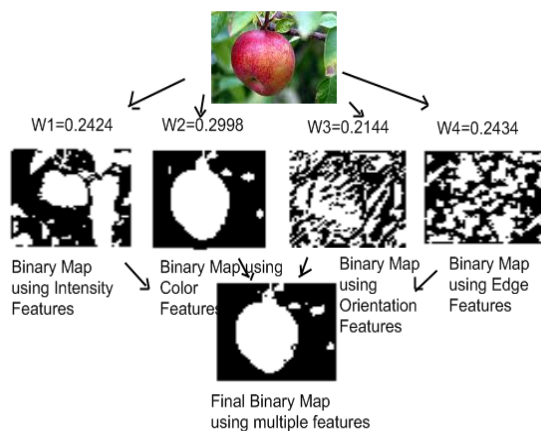 W1=0.2424 W2=0.2998 W3=0.2144 W4=0.2434
Binary Map
using Intensity
Features
Binary Map using
Color
Features
Binary Map
using
Orientation
Features
Binary Map
using Edge
Features
Final Binary Map
using multiple features